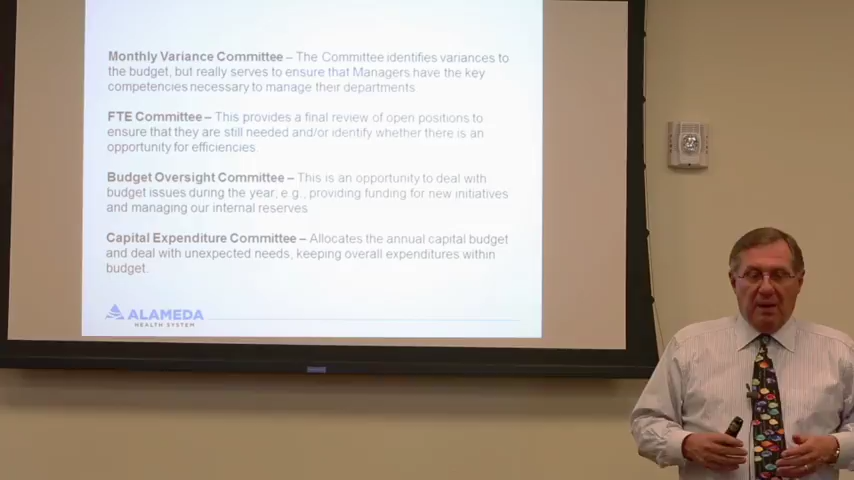 Monthly Variance Committee – The Committee identifies variances to
the budget, but really serves to ensure that Managers have the key
competencies necessary to manage their departments
FTE Committee – This provides a final review of open positions to
ensure that they are still needed and/or identify whether there is an
opportunity for efficiencies.
Budget Oversight Committee – This is an opportunity to deal with
budget issues during the year, e.g., providing funding for new initiatives
and managing our internal reserves
Capital Expenditure Committee – Allocates the annual capital budget
and deal with unexpected needs, keeping overall expenditures within
budget.
ALAMEDA
HEALTH SYSTEM